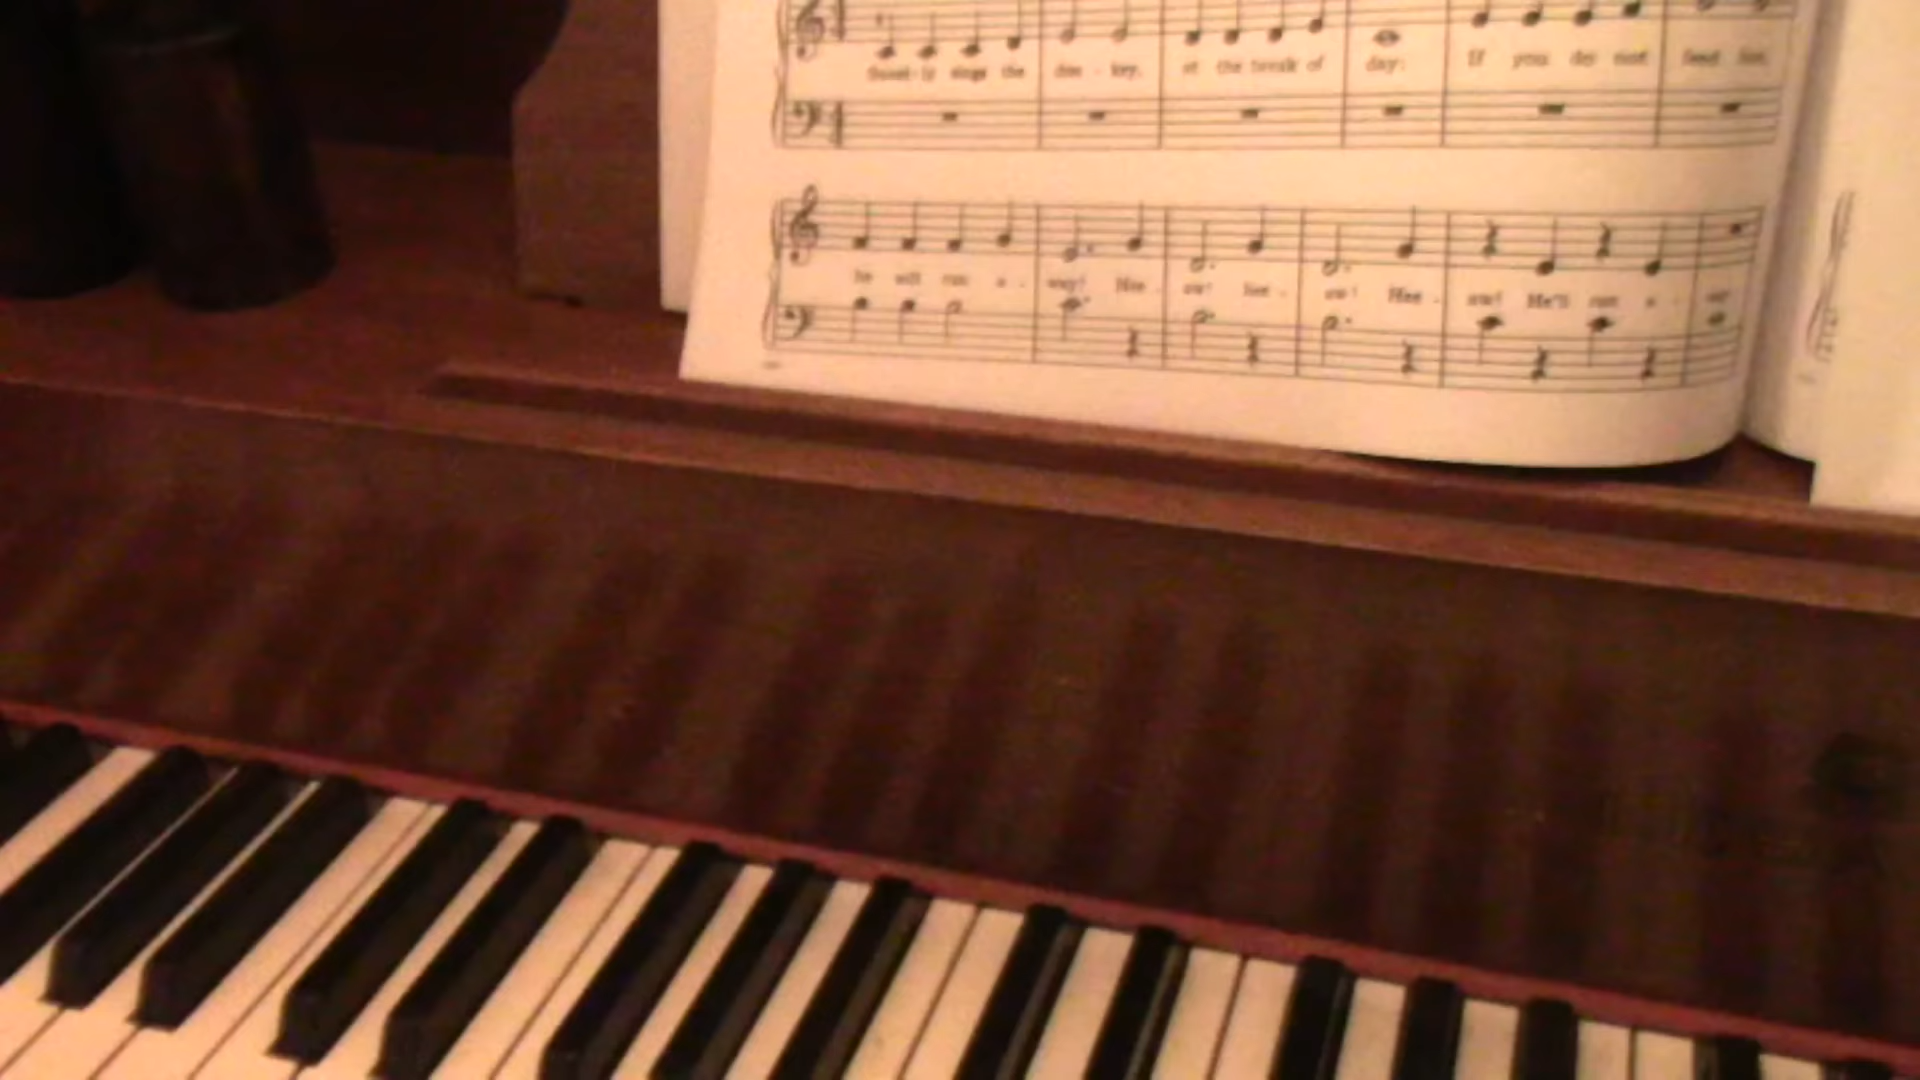 Sweet-ly sings the don - key, at the break of day; If you do not feed him,
he will run a - way! Hee - aw! hee - aw! Hee - aw! He'll run a - way